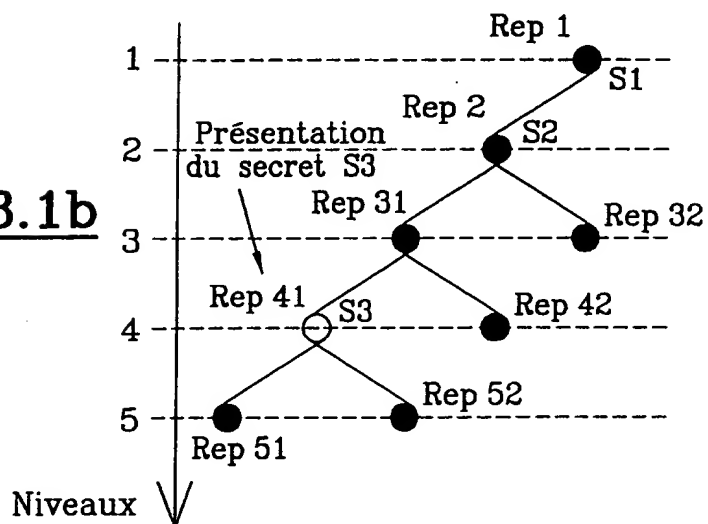 Rep 1
1
S1
Rep 2
S2
Présentation
du secret S3
2
3.1b
Rep 31
Rep 32
3
Rep 41
S3
Rep 42
4
Rep 52
5
Rep 51
Niveaux